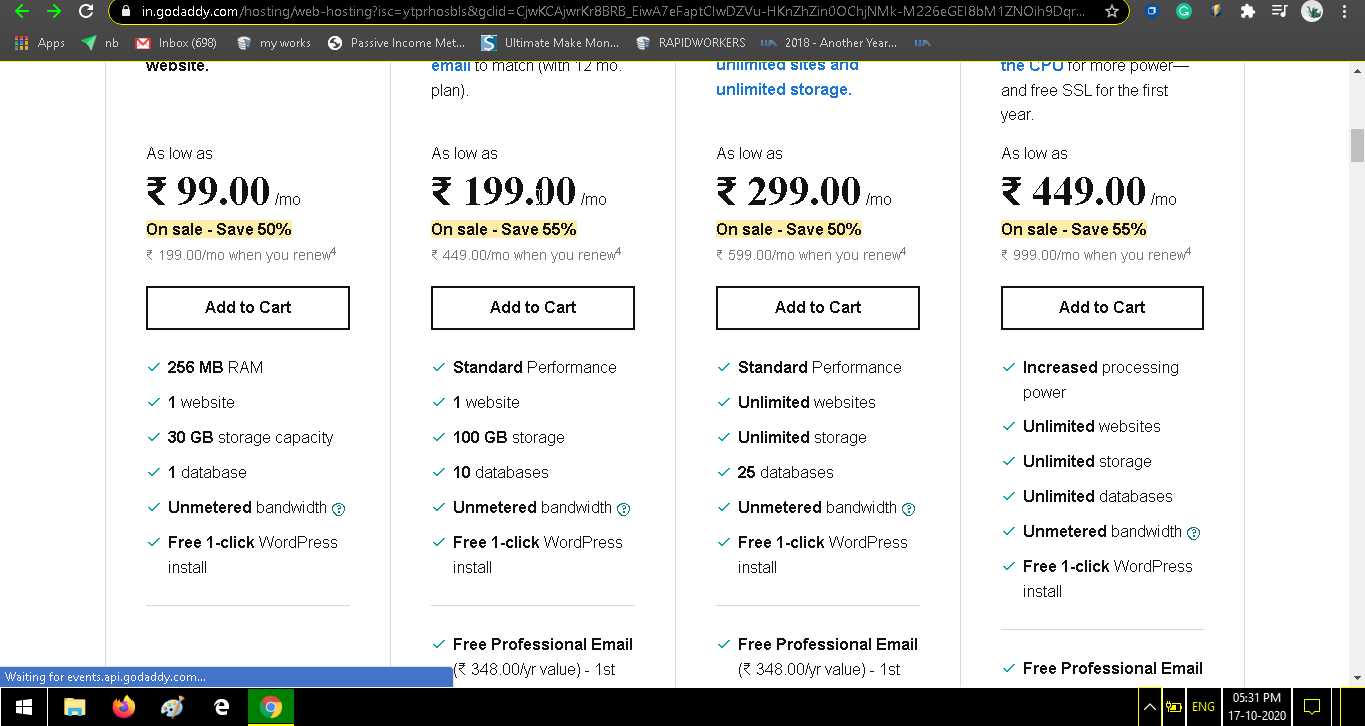 in.godaddy.com/hosting/web-hosting?isc=ytprhosbls&gclid=
Apps
nb
Inbox (698)
my works
Passive Income Met...
Ultimate Make Mon...
RAPIDWORKERS
2018 - Another Year...
website.
email to match (with 12 mo.
plan).
unlimited sites and
unlimited storage.
the CPU for more power—
and free SSL for the first
year.
As low as
₹ 99.00 /mo
On sale - Save 50%
₹ 199.00/mo when you renew4
Add to Cart
256 MB RAM
1 website
30 GB storage capacity
1 database
Unmetered bandwidth ?
Free 1-click WordPress
install
As low as
₹ 199.00 /mo
On sale - Save 55%
₹ 449.00/mo when you renew4
Add to Cart
Standard Performance
1 website
100 GB storage
10 databases
Unmetered bandwidth ?
Free 1-click WordPress
install
Free Professional Email
(₹ 348.00/yr value) - 1st
As low as
₹ 299.00 /mo
On sale - Save 50%
₹ 599.00/mo when you renew4
Add to Cart
Standard Performance
Unlimited websites
Unlimited storage
25 databases
Unmetered bandwidth ?
Free 1-click WordPress
install
Free Professional Email
(₹ 348.00/yr value) - 1st
As low as
₹ 449.00 /mo
On sale - Save 55%
₹ 999.00/mo when you renew4
Add to Cart
Increased processing
power
Unlimited websites
Unlimited storage
Unlimited databases
Unmetered bandwidth ?
Free 1-click WordPress
install
Free Professional Email
Waiting for events.api.godaddy.com...
ENG
05:31 PM
17-10-2020